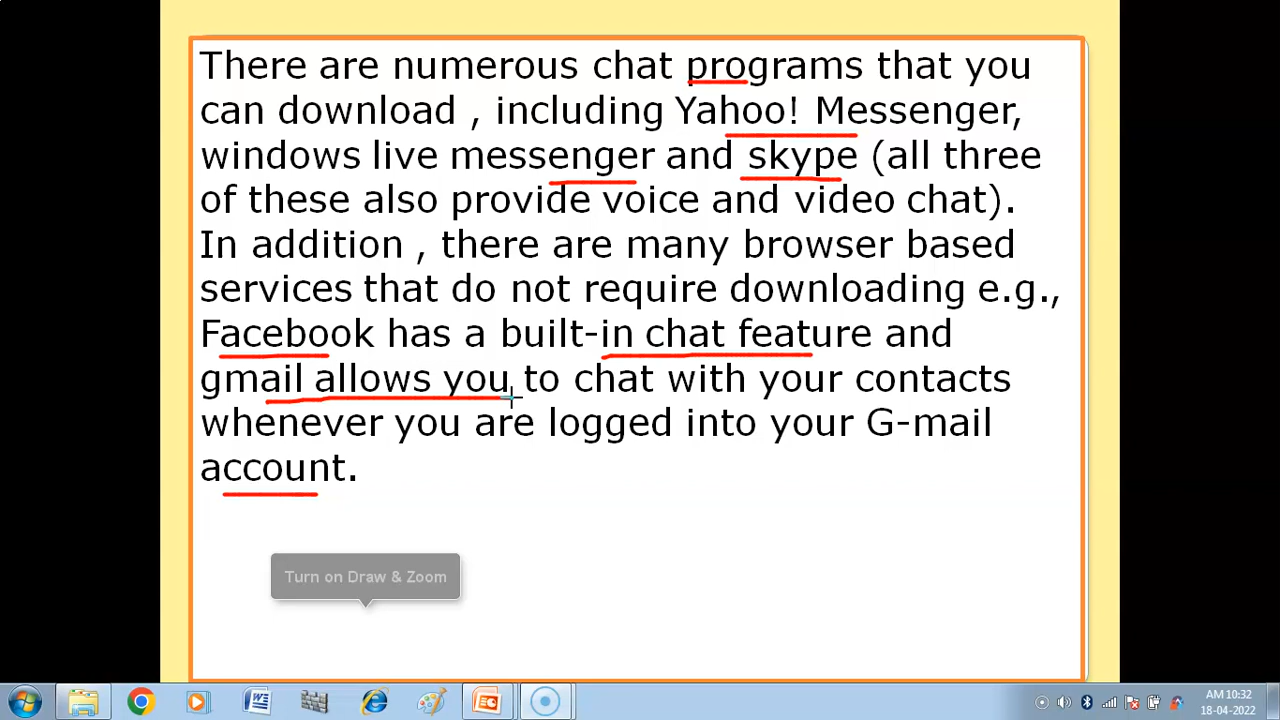 There are numerous chat programs that you
can download , including Yahoo! Messenger,
windows live messenger and skype (all three
of these also provide voice and video chat).
In addition , there are many browser based
services that do not require downloading e.g.,
Facebook has a built-in chat feature and
gmail allows you to chat with your contacts
whenever you are logged into your G-mail
account.
Turn on Draw & Zoom
AM 10:32
18-04-2022